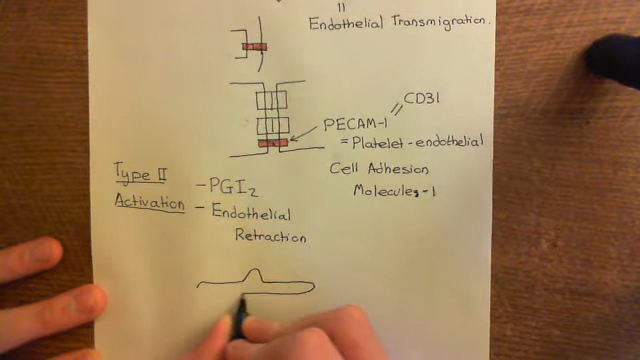 =
Endothelial Transmigration.
CD31
=
PECAM-1
= Platelet-endothelial
Cell Adhesion
Molecules-1
Type II
Activation
- PGI2
- Endothelial
Retraction